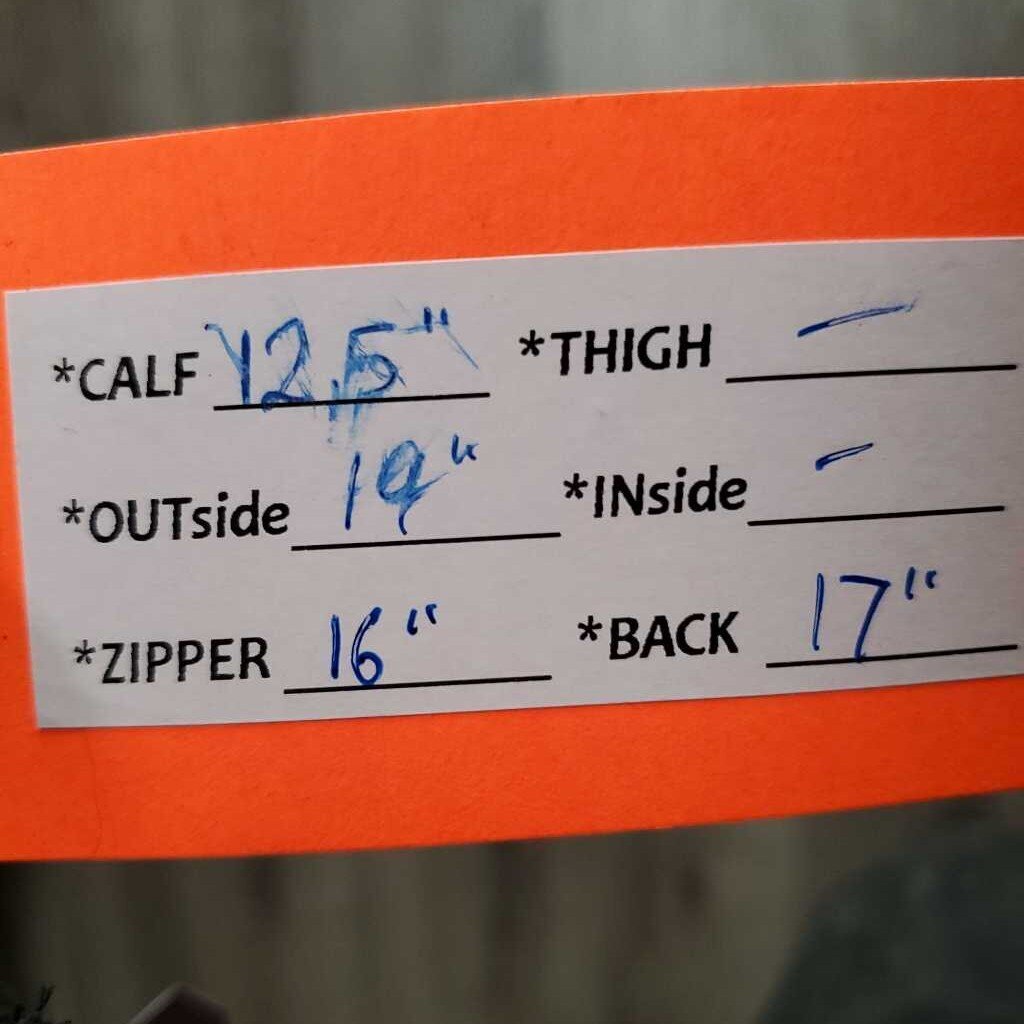 *CALF 12,5" *THIGH –
*OUTside 19" *INside –
*ZIPPER 16" *BACK 17"